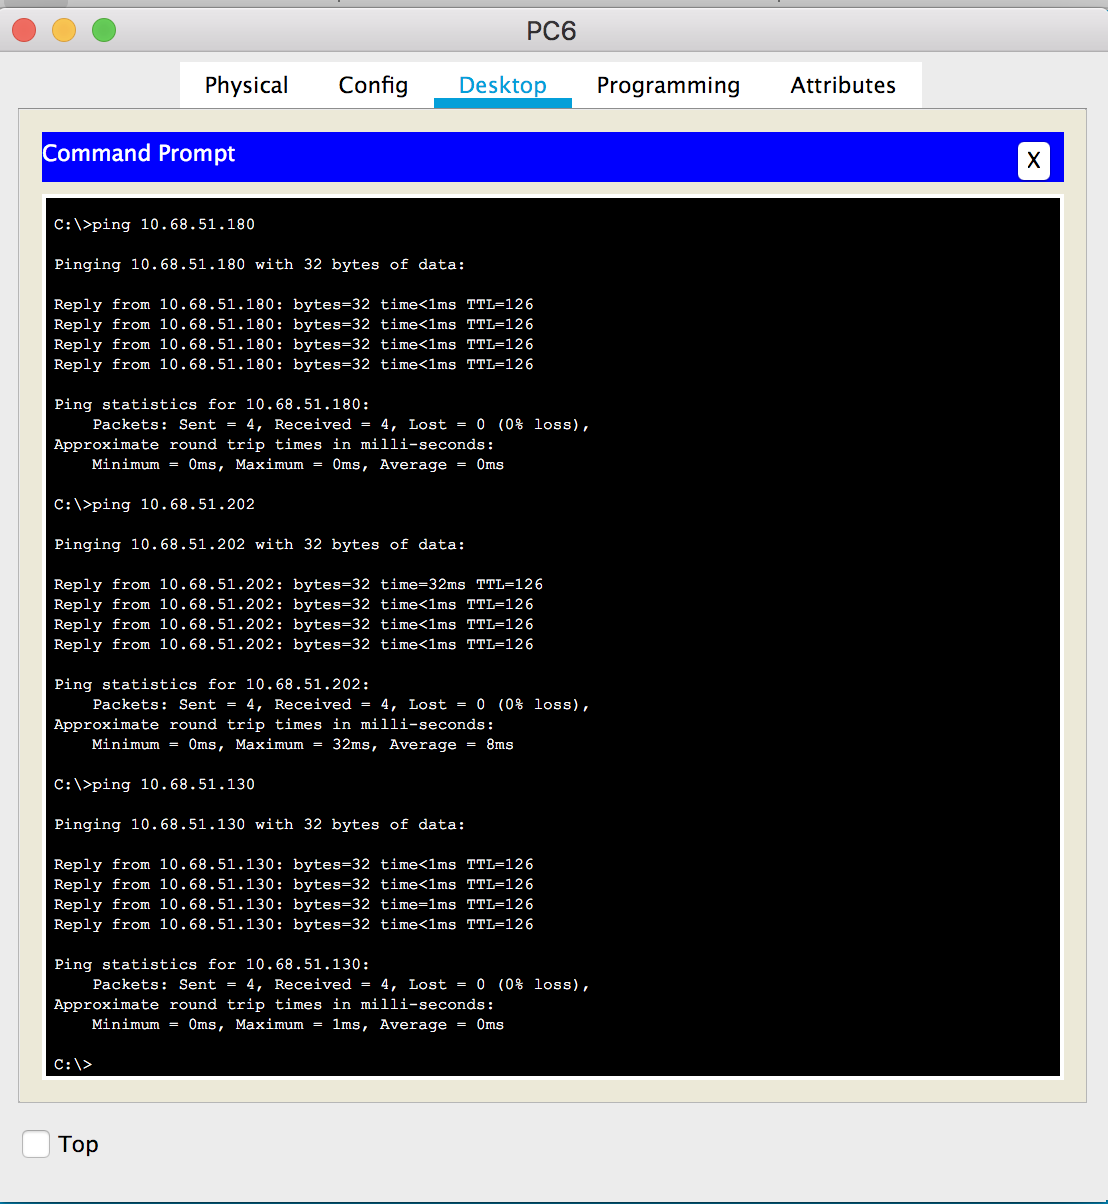 PC6
Physical Config Desktop Programming Attributes
Command Prompt
X
C:\>ping 10.68.51.180
Pinging 10.68.51.180 with 32 bytes of data:
Reply from 10.68.51.180: bytes=32 time<1ms TTL=126
Reply from 10.68.51.180: bytes=32 time<1ms TTL=126
Reply from 10.68.51.180: bytes=32 time<1ms TTL=126
Reply from 10.68.51.180: bytes=32 time<1ms TTL=126
Ping statistics for 10.68.51.180:
    Packets: Sent = 4, Received = 4, Lost = 0 (0% loss),
Approximate round trip times in milli-seconds:
    Minimum = 0ms, Maximum = 0ms, Average = 0ms
C:\>ping 10.68.51.202
Pinging 10.68.51.202 with 32 bytes of data:
Reply from 10.68.51.202: bytes=32 time=32ms TTL=126
Reply from 10.68.51.202: bytes=32 time<1ms TTL=126
Reply from 10.68.51.202: bytes=32 time<1ms TTL=126
Reply from 10.68.51.202: bytes=32 time<1ms TTL=126
Ping statistics for 10.68.51.202:
    Packets: Sent = 4, Received = 4, Lost = 0 (0% loss),
Approximate round trip times in milli-seconds:
    Minimum = 0ms, Maximum = 32ms, Average = 8ms
C:\>ping 10.68.51.130
Pinging 10.68.51.130 with 32 bytes of data:
Reply from 10.68.51.130: bytes=32 time<1ms TTL=126
Reply from 10.68.51.130: bytes=32 time<1ms TTL=126
Reply from 10.68.51.130: bytes=32 time=1ms TTL=126
Reply from 10.68.51.130: bytes=32 time<1ms TTL=126
Ping statistics for 10.68.51.130:
    Packets: Sent = 4, Received = 4, Lost = 0 (0% loss),
Approximate round trip times in milli-seconds:
    Minimum = 0ms, Maximum = 1ms, Average = 0ms
C:\>
Top